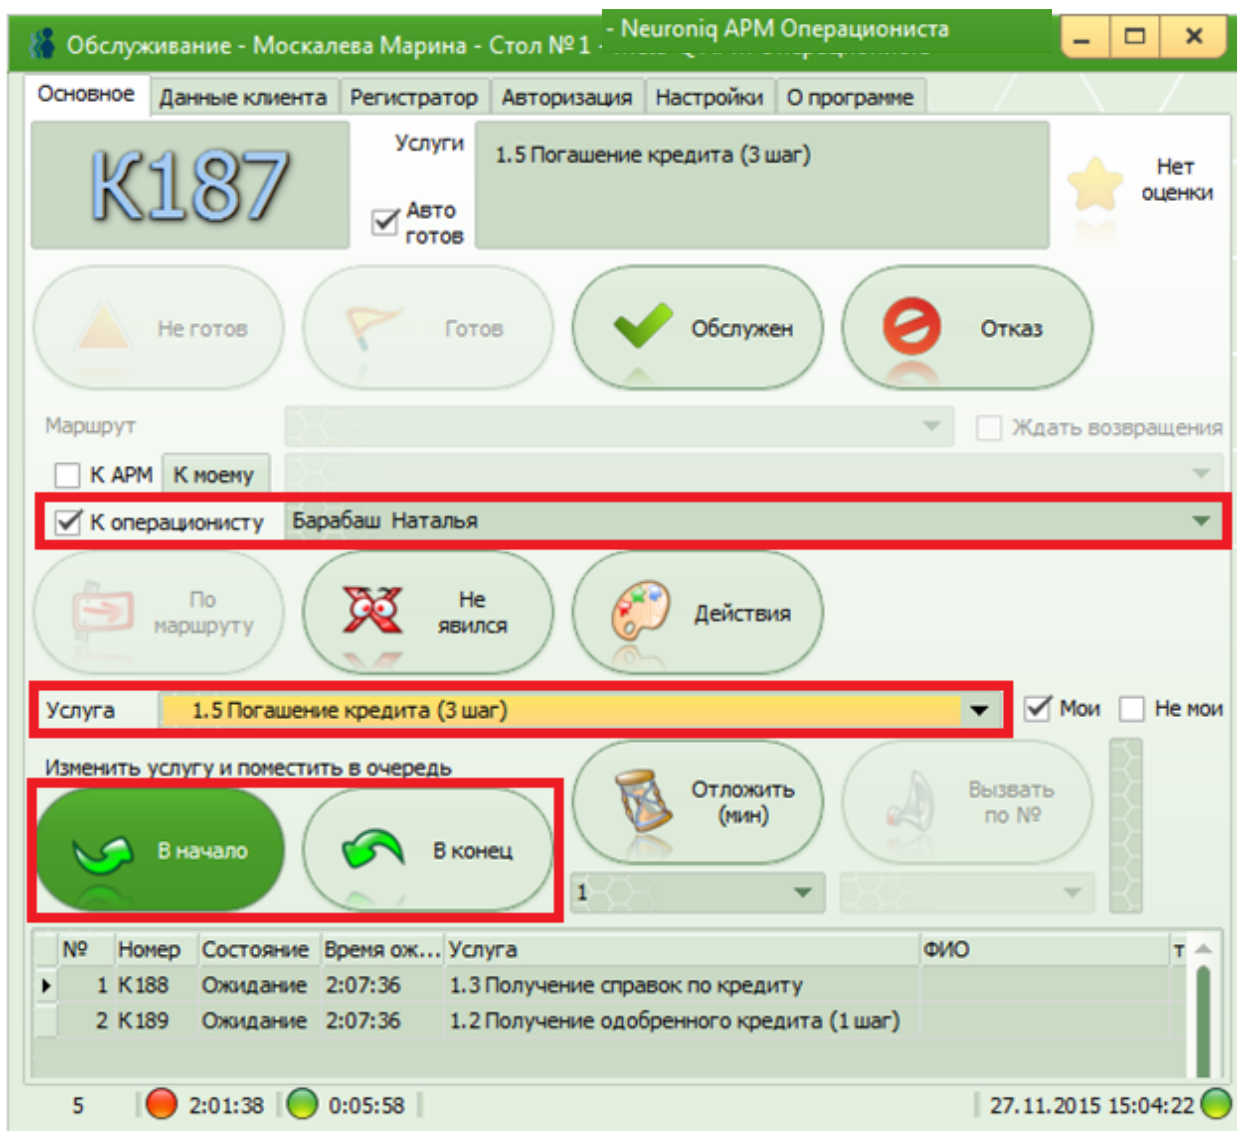 Обслуживание - Москалева Марина - Стол №1 - Neuroniq АРМ Операциониста
Основное Данные клиента Регистратор Авторизация Настройки О программе
К187
Услуги
Авто
готов
1.5 Погашение кредита (3 шаг)
Нет
оценки
Не готов
Готов
Обслужен
Отказ
Маршрут
Ждать возвращения
К АРМ К моему
К операционисту Барабаш Наталья
По
маршруту
Не
явился
Действия
Услуга 1.5 Погашение кредита (3 шаг) Мои Не мои
Изменить услугу и поместить в очередь
В начало
В конец
Отложить
(мин)
Вызвать
по №
1
№ Номер Состояние Время ож... Услуга ФИО т
1 К188 Ожидание 2:07:36 1.3 Получение справок по кредиту
2 К189 Ожидание 2:07:36 1.2 Получение одобренного кредита (1 шаг)
5 2:01:38 0:05:58 27.11.2015 15:04:22